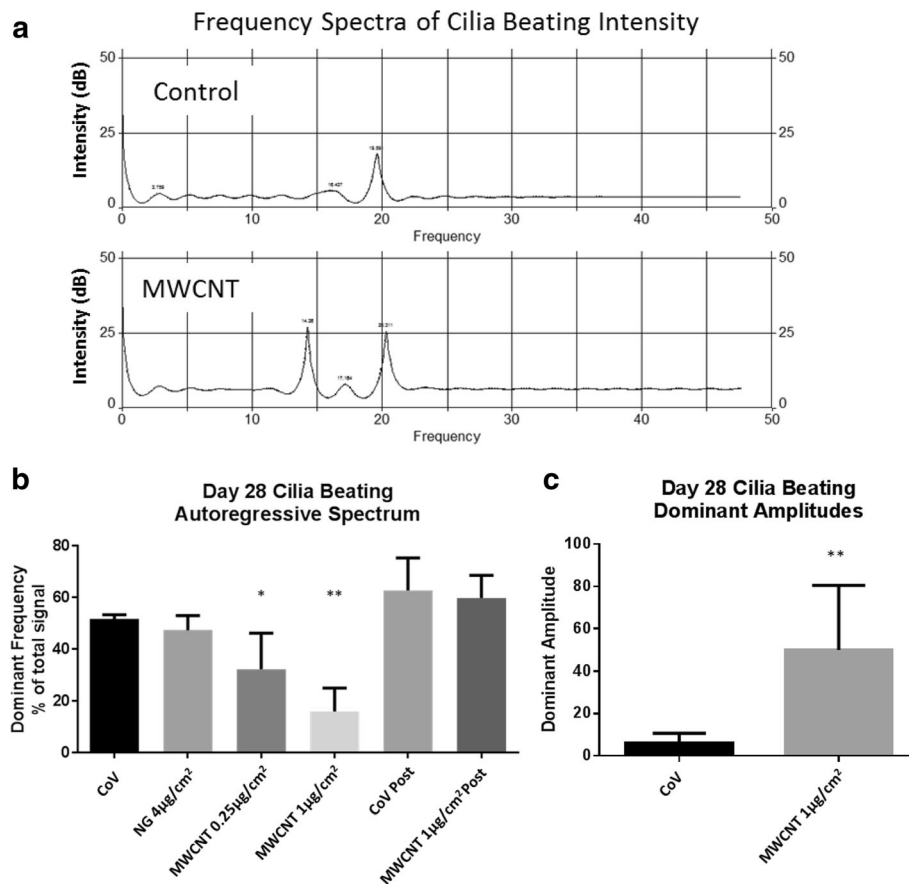 a
Frequency Spectra of Cilia Beating Intensity
50 50
Control
Intensity (dB)
25 25
19.59
2.759 16.427
0 0
0 10 20 30 40 50
Frequency
50 50
MWCNT
Intensity (dB)
25 25
14.28 20.311
17.184
0 0
0 10 20 30 40 50
Frequency
b
Day 28 Cilia Beating
Autoregressive Spectrum
Dominant Frequency
% of total signal
80
60
40
20
0
* **
CoV
NG 4µg/cm²
MWCNT 0.25µg/cm²
MWCNT 1µg/cm²
CoV Post
MWCNT 1µg/cm² Post
c
Day 28 Cilia Beating
Dominant Amplitudes
Dominant Amplitude
100
80
60
40
20
0
**
CoV
MWCNT 1µg/cm²